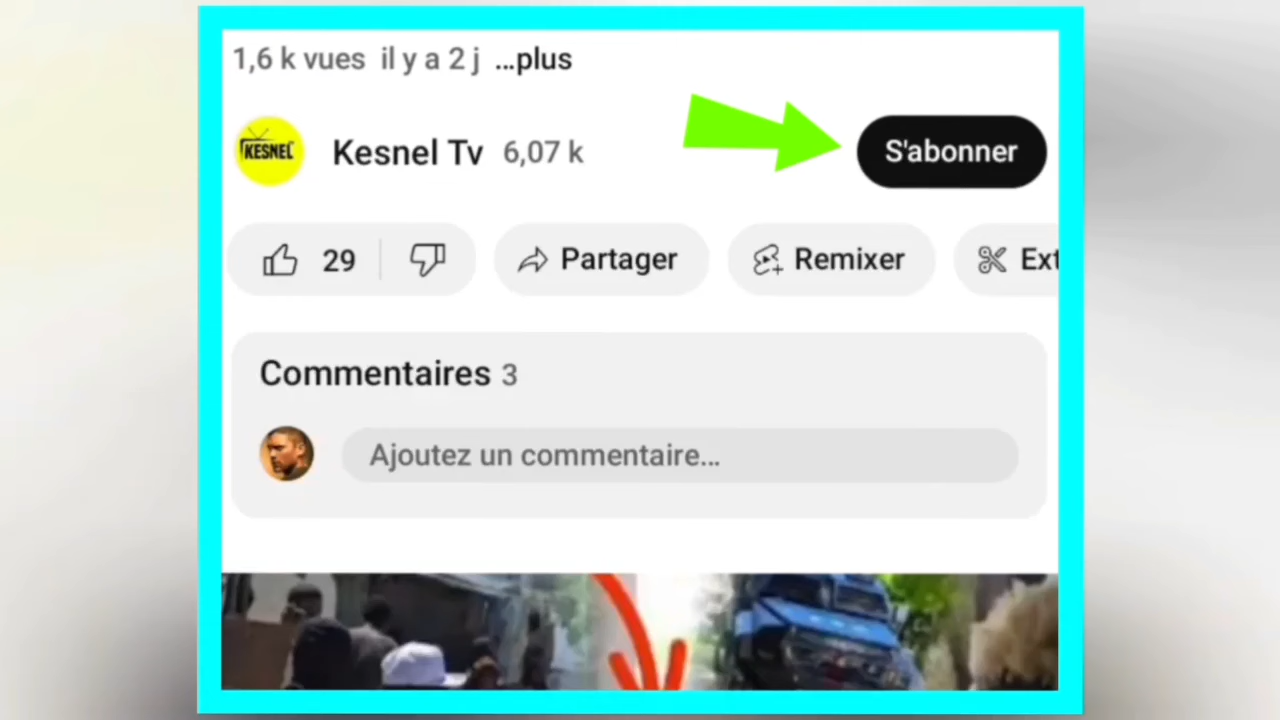 1,6 k vues il y a 2 j ...plus
KESNEL
Kesnel Tv 6,07 k
S'abonner
29
Partager
Remixer
Ext
Commentaires 3
Ajoutez un commentaire...